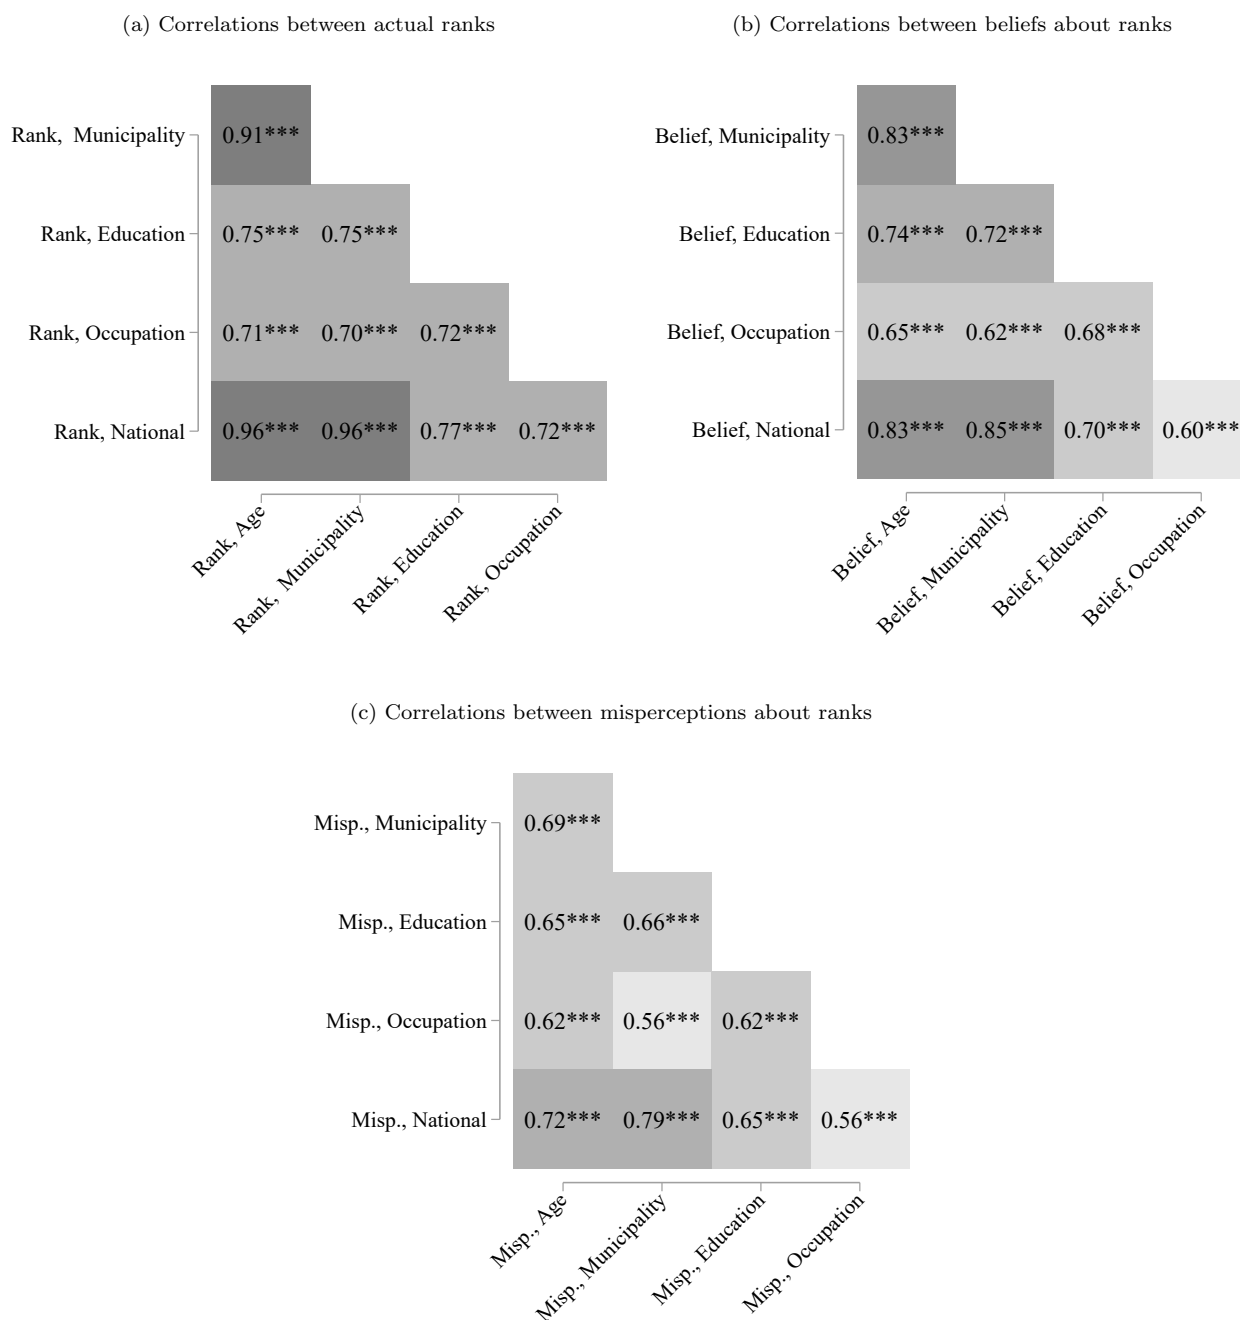 (a) Correlations between actual ranks
Rank, Municipality 0.91***
Rank, Education 0.75*** 0.75***
Rank, Occupation 0.71*** 0.70*** 0.72***
Rank, National 0.96*** 0.96*** 0.77*** 0.72***
Rank, Age
Rank, Municipality
Rank, Education
Rank, Occupation
(b) Correlations between beliefs about ranks
Belief, Municipality 0.83***
Belief, Education 0.74*** 0.72***
Belief, Occupation 0.65*** 0.62*** 0.68***
Belief, National 0.83*** 0.85*** 0.70*** 0.60***
Belief, Age
Belief, Municipality
Belief, Education
Belief, Occupation
(c) Correlations between misperceptions about ranks
Misp., Municipality 0.69***
Misp., Education 0.65*** 0.66***
Misp., Occupation 0.62*** 0.56*** 0.62***
Misp., National 0.72*** 0.79*** 0.65*** 0.56***
Misp., Age
Misp., Municipality
Misp., Education
Misp., Occupation